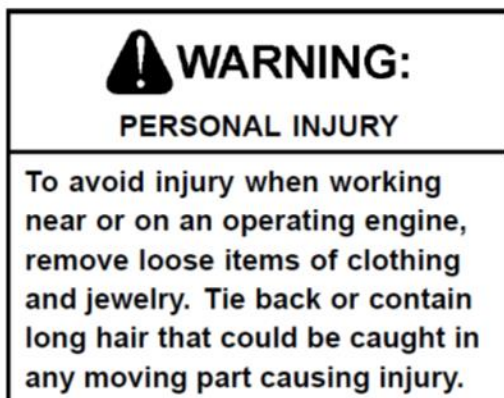 WARNING:
PERSONAL INJURY
To avoid injury when working
near or on an operating engine,
remove loose items of clothing
and jewelry. Tie back or contain
long hair that could be caught in
any moving part causing injury.